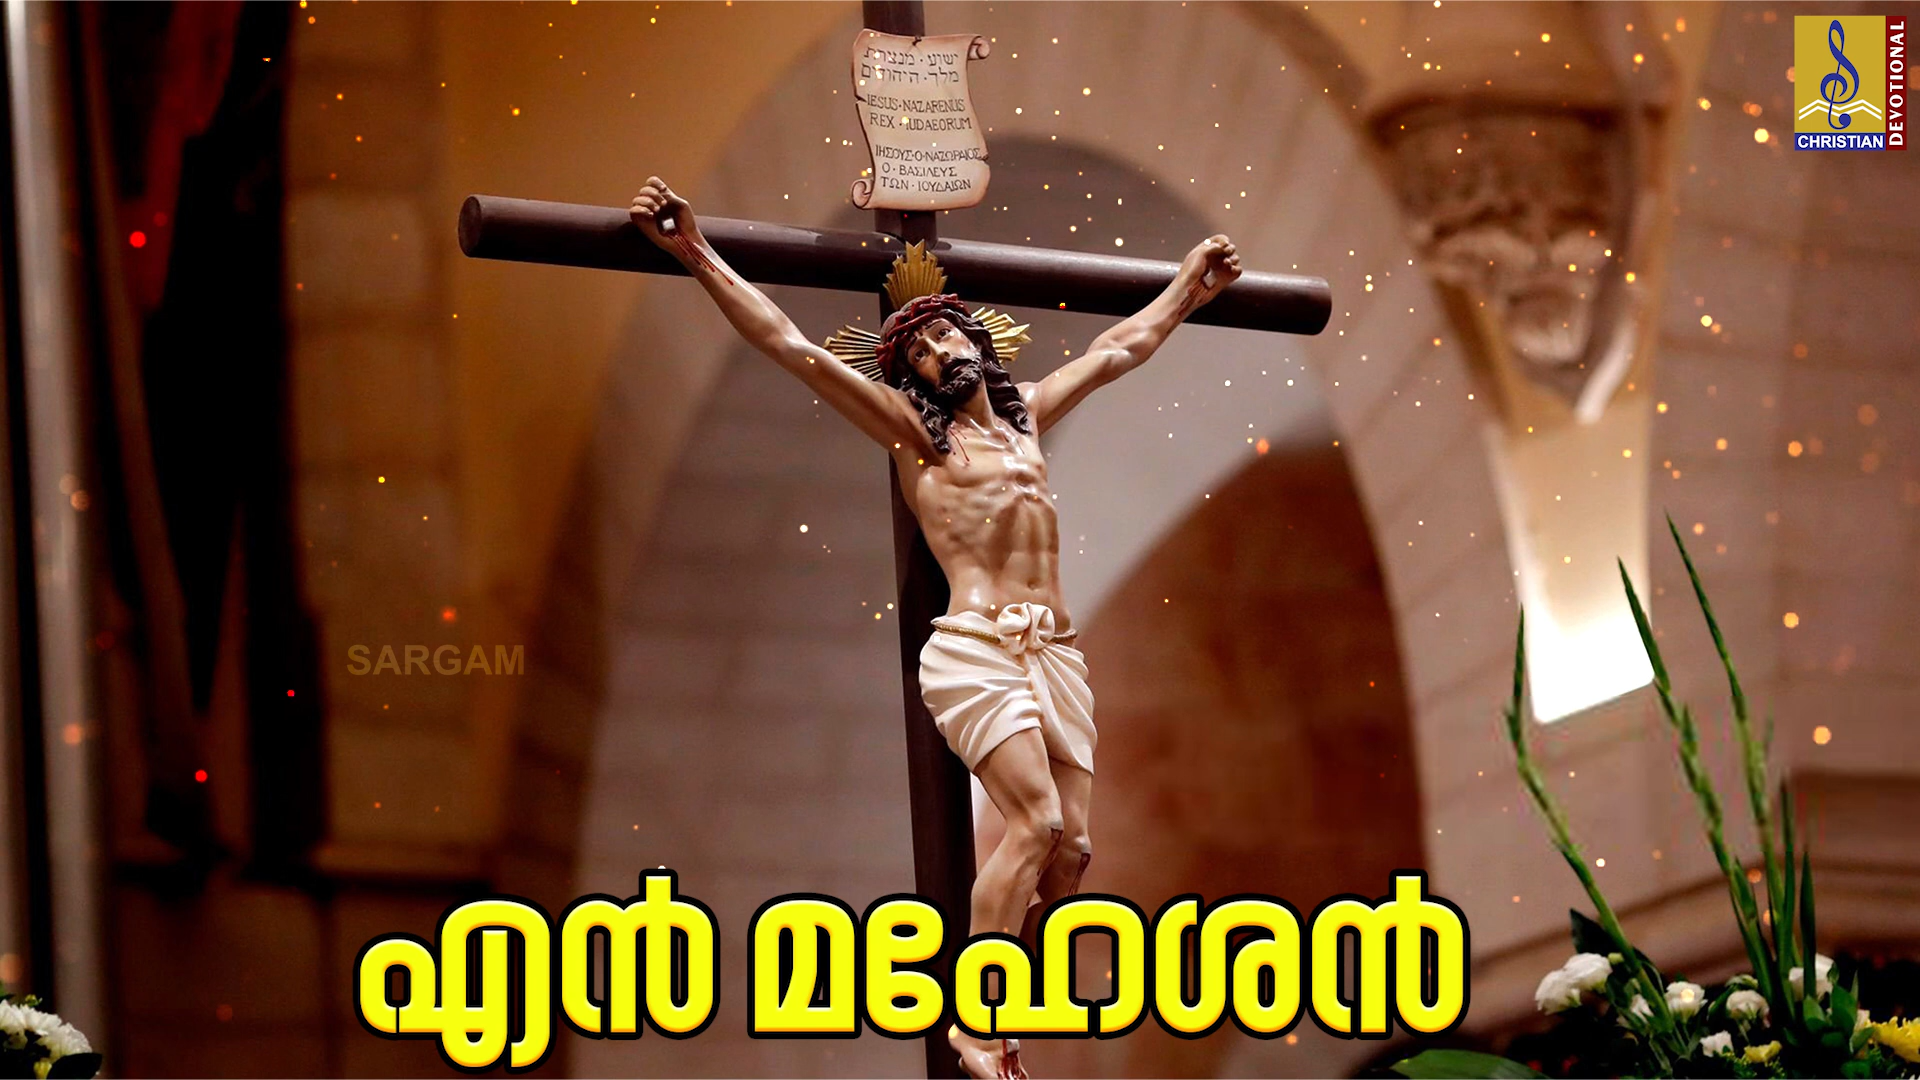 ישוע · מנצרת
מלך · היהודים
IESUS·NAZARENUS
REX · IUDAEORUM
ΙΗΣΟΥΣ·Ο·ΝΑΖΩΡΑΙΟΣ
Ο·ΒΑΣΙΛΕΥΣ
ΤΩΝ·ΙΟΥΔΑΙΩΝ
CHRISTIAN
DEVOTIONAL
SARGAM
എൻ മഹേശൻ